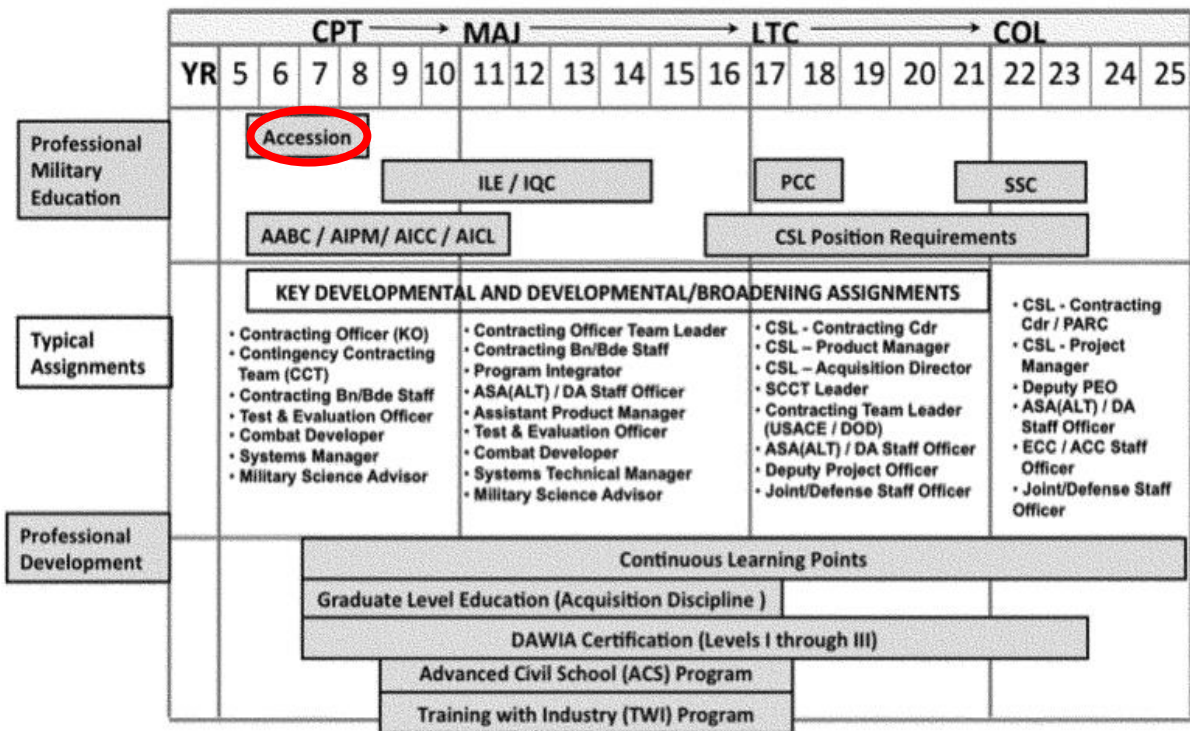 CPT MAJ LTC COL
YR 5 6 7 8 9 10 11 12 13 14 15 16 17 18 19 20 21 22 23 24 25
Professional
Military
Education
Accession
ILE / IQC
PCC
SSC
AABC / AIPM/ AICC / AICL
CSL Position Requirements
Typical
Assignments
KEY DEVELOPMENTAL AND DEVELOPMENTAL/BROADENING ASSIGNMENTS
• Contracting Officer (KO)
• Contingency Contracting
Team (CCT)
• Contracting Bn/Bde Staff
• Test & Evaluation Officer
• Combat Developer
• Systems Manager
• Military Science Advisor
• Contracting Officer Team Leader
• Contracting Bn/Bde Staff
• Program Integrator
• ASA(ALT) / DA Staff Officer
• Assistant Product Manager
• Test & Evaluation Officer
• Combat Developer
• Systems Technical Manager
• Military Science Advisor
• CSL - Contracting Cdr
• CSL – Product Manager
• CSL – Acquisition Director
• SCCT Leader
• Contracting Team Leader
(USACE / DOD)
• ASA(ALT) / DA Staff Officer
• Deputy Project Officer
• Joint/Defense Staff Officer
• CSL - Contracting
Cdr / PARC
• CSL - Project
Manager
• Deputy PEO
• ASA(ALT) / DA
Staff Officer
• ECC / ACC Staff
Officer
• Joint/Defense Staff
Officer
Professional
Development
Continuous Learning Points
Graduate Level Education (Acquisition Discipline )
DAWIA Certification (Levels I through III)
Advanced Civil School (ACS) Program
Training with Industry (TWI) Program